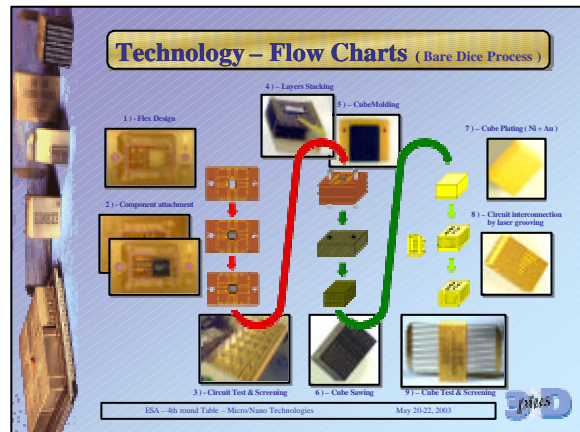 Technology – Flow Charts ( Bare Dice Process )
4 ) – Layers Stacking
5 ) – CubeMolding
1 ) - Flex Design
7 ) – Cube Plating ( Ni + Au )
2 ) - Component attachment
8 ) – Circuit interconnection
by laser grooving
3 ) - Circuit Test & Screening
6 ) – Cube Sawing
9 ) – Cube Test & Screening
ESA – 4th round Table – Micro/Nano Technologies May 20-22, 2003
3D plus